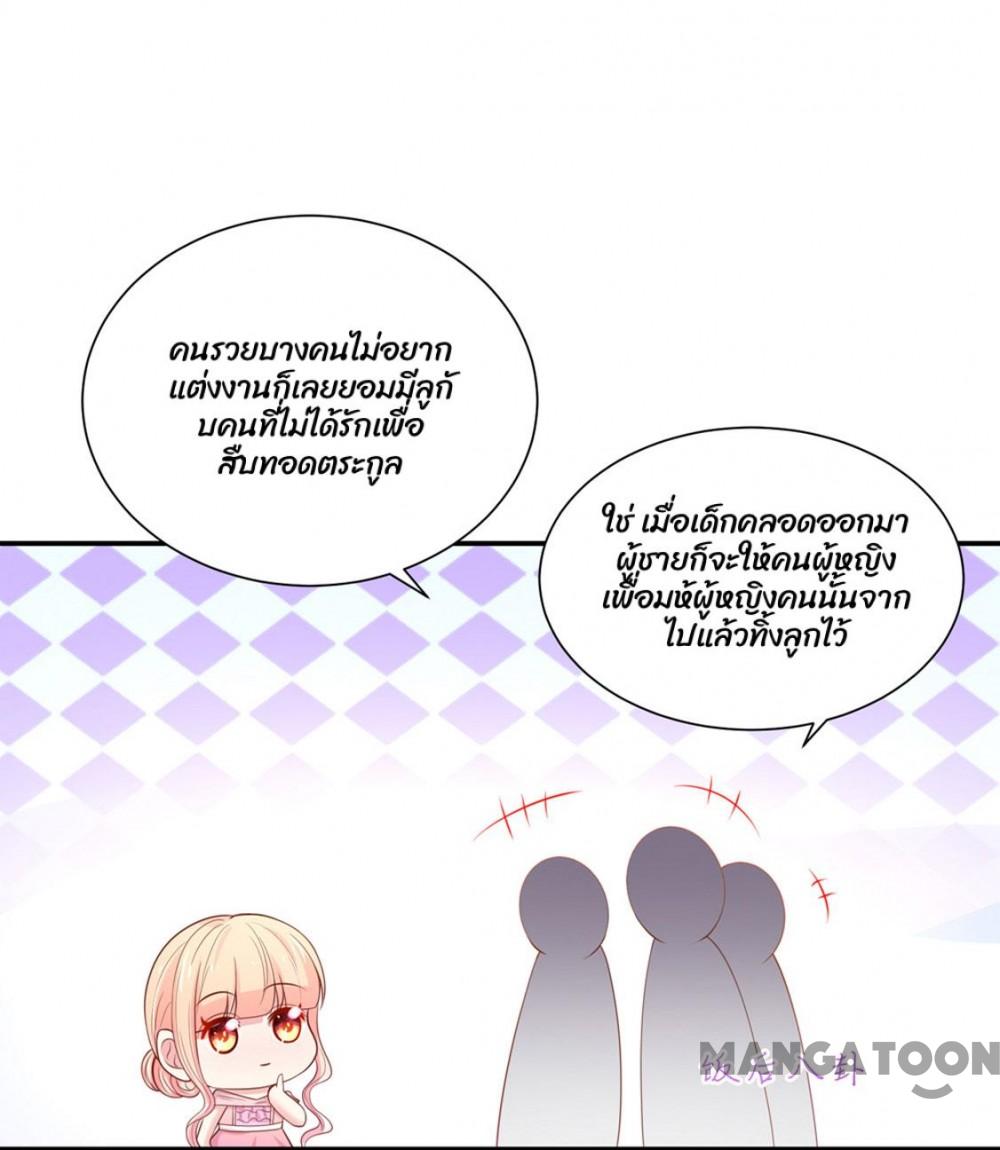 คนรวยบางคนไม่อยาก
แต่งงานก็เลยยอมมีลูกั
บคนที่ไม่ได้รักเพื่อ
สืบทอดตระกูล
ใช่ เมื่อเด็กคลอดออกมา
ผู้ชายก็จะให้คนผู้หญิง
เพื่อมห้ผู้หญิงคนนั้นจาก
ไปแล้วทิ้งลูกไว้
MANGATOON
饭后八卦